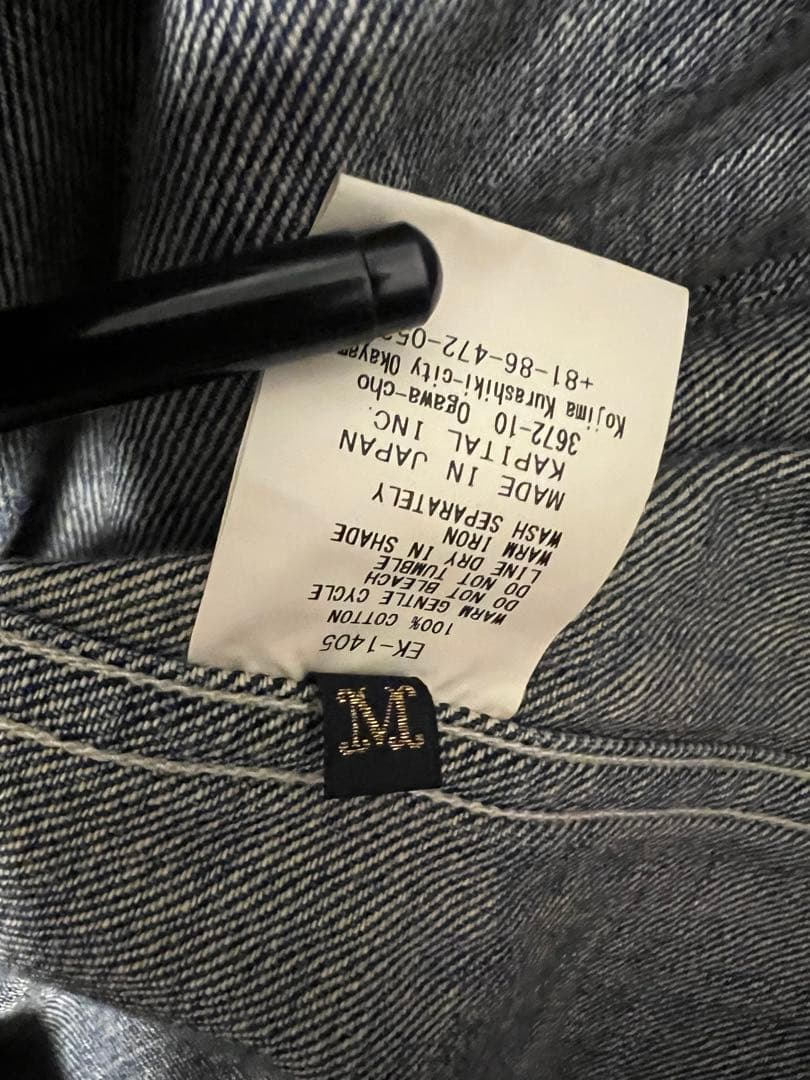 EK-1405
100% COTTON
WARM GENTLE CYCLE
DO NOT BLEACH
DO NOT TUMBLE
LINE DRY IN SHADE
WARM IRON
WASH SEPARATELY
MADE IN JAPAN
KAPITAL INC.
3672-10 Ogawa-cho
Kojima Kurashiki-city
+81-86-472-05
M